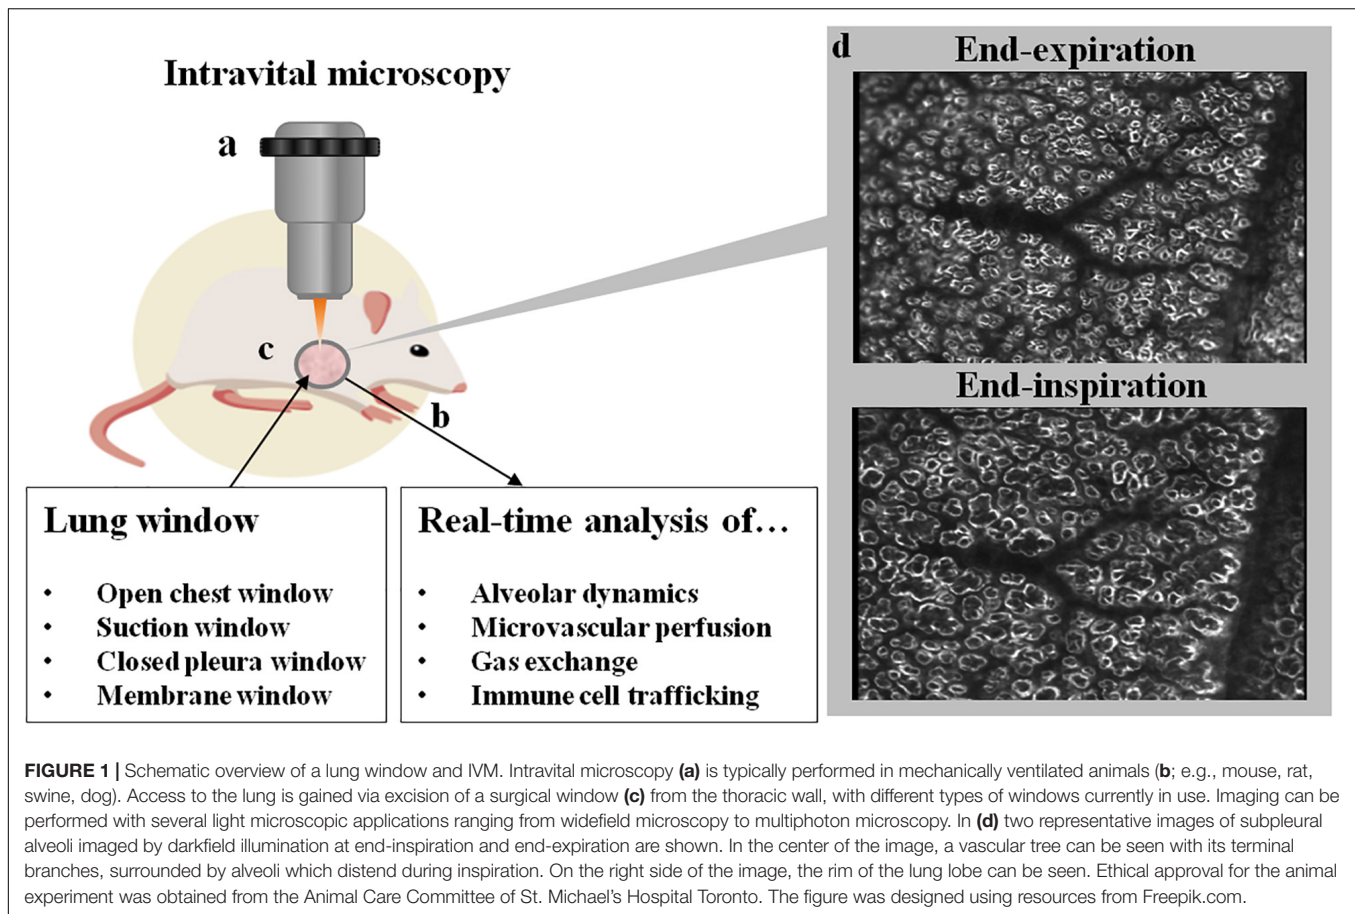 Intravital microscopy
a
c
b
Lung window
• Open chest window
• Suction window
• Closed pleura window
• Membrane window
Real-time analysis of…
• Alveolar dynamics
• Microvascular perfusion
• Gas exchange
• Immune cell trafficking
d
End-expiration
End-inspiration
FIGURE 1 | Schematic overview of a lung window and IVM. Intravital microscopy (a) is typically performed in mechanically ventilated animals (b; e.g., mouse, rat,
swine, dog). Access to the lung is gained via excision of a surgical window (c) from the thoracic wall, with different types of windows currently in use. Imaging can be
performed with several light microscopic applications ranging from widefield microscopy to multiphoton microscopy. In (d) two representative images of subpleural
alveoli imaged by darkfield illumination at end-inspiration and end-expiration are shown. In the center of the image, a vascular tree can be seen with its terminal
branches, surrounded by alveoli which distend during inspiration. On the right side of the image, the rim of the lung lobe can be seen. Ethical approval for the animal
experiment was obtained from the Animal Care Committee of St. Michael's Hospital Toronto. The figure was designed using resources from Freepik.com.